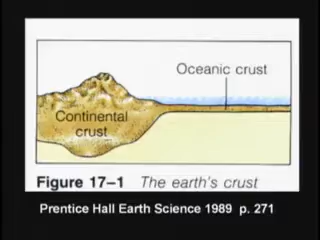 Oceanic crust
Continental
crust
Figure 17–1 The earth's crust
Prentice Hall Earth Science 1989 p. 271